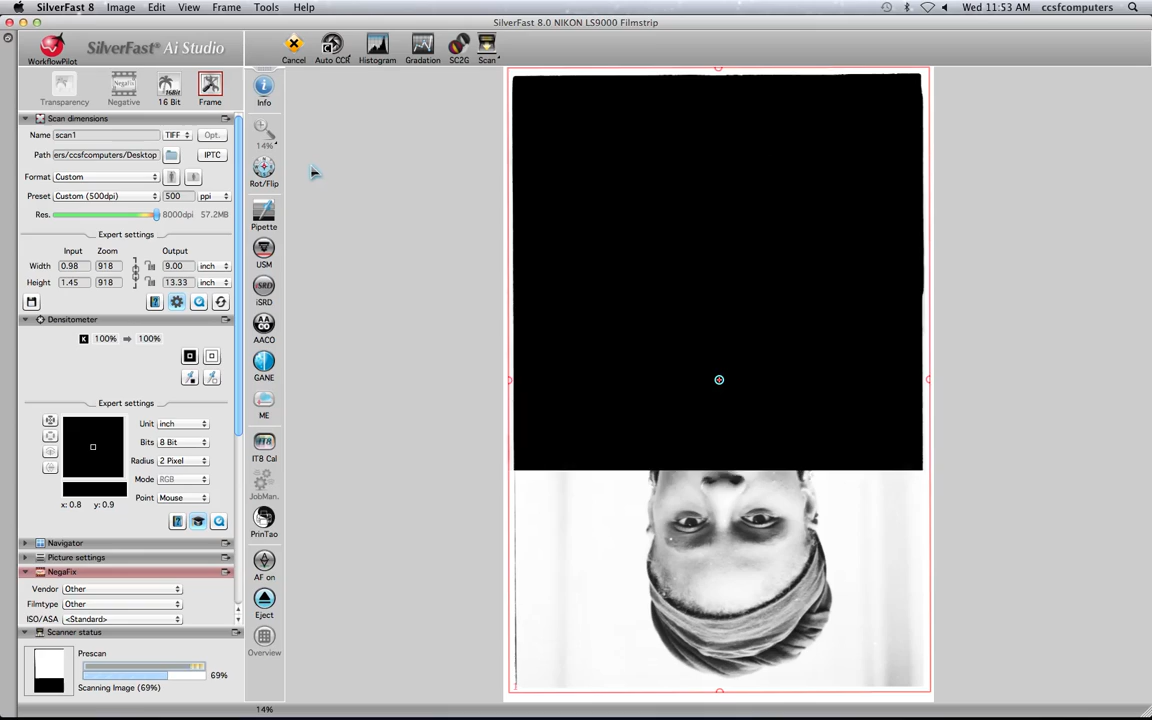 SilverFast 8 Image Edit View Frame Tools Help Wed 11:53 AM ccsfcomputers
SilverFast 8.0 NIKON LS9000 Filmstrip
WorkflowPilot
SilverFast® Ai Studio
Cancel Auto CCR Histogram Gradation SC2G Scan
Transparency Negative 16 Bit Frame
Scan dimensions
Name scan1 TIFF Opt.
Path ers/ccsfcomputers/Desktop IPTC
Format Custom
Preset Custom (500dpi) 500 ppi
Res. 8000dpi 57.2MB
Expert settings
Input Zoom Output
Width 0.98 918 9.00 inch
Height 1.45 918 13.33 inch
Densitometer
K 100% 100%
Expert settings
Unit inch
Bits 8 Bit
Radius 2 Pixel
Mode RGB
Point Mouse
x: 0.8 y: 0.9
Navigator
Picture settings
NegaFix
Vendor Other
Filmtype Other
ISO/ASA <Standard>
Scanner status
Prescan
69%
Scanning Image (69%)
Info
14%
Rot/Flip
Pipette
USM
iSRD
AACO
GANE
ME
IT8 Cal
JobMan.
PrinTao
AF on
Eject
Overview
14%